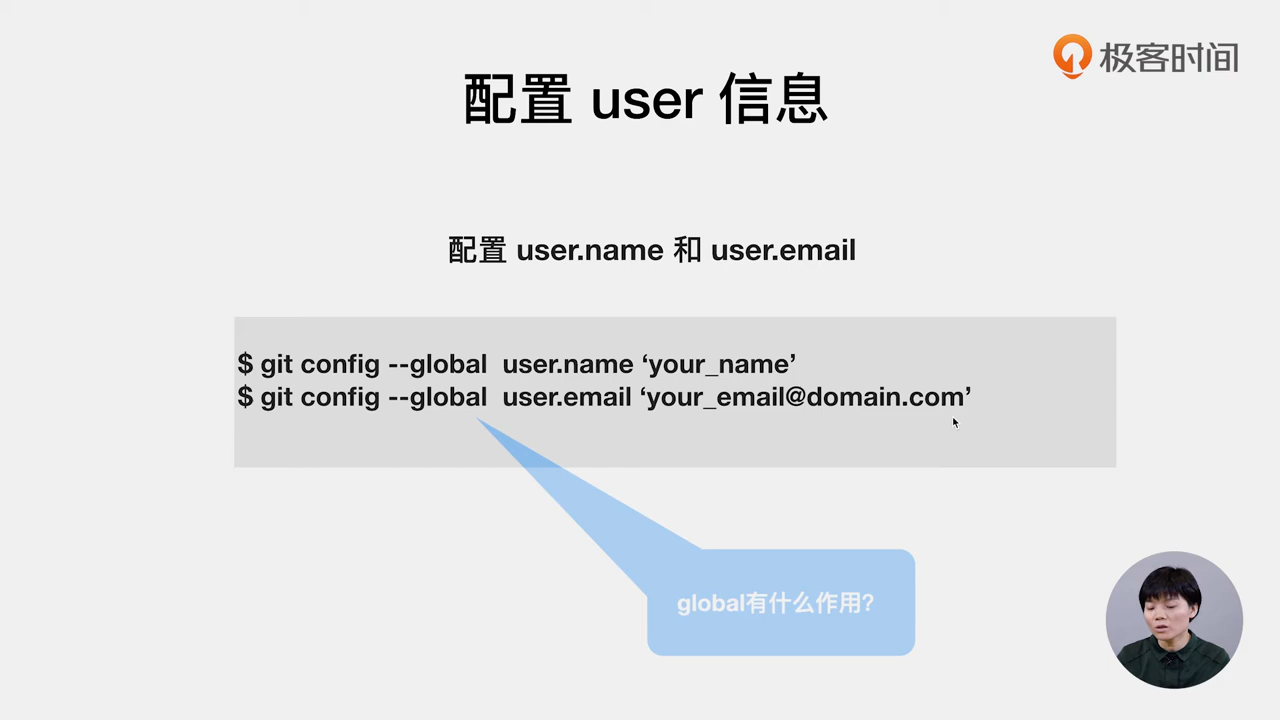 极客时间
配置 user 信息
配置 user.name 和 user.email
$ git config --global  user.name ‘your_name’
$ git config --global  user.email ‘your_email@domain.com’
global有什么作用?